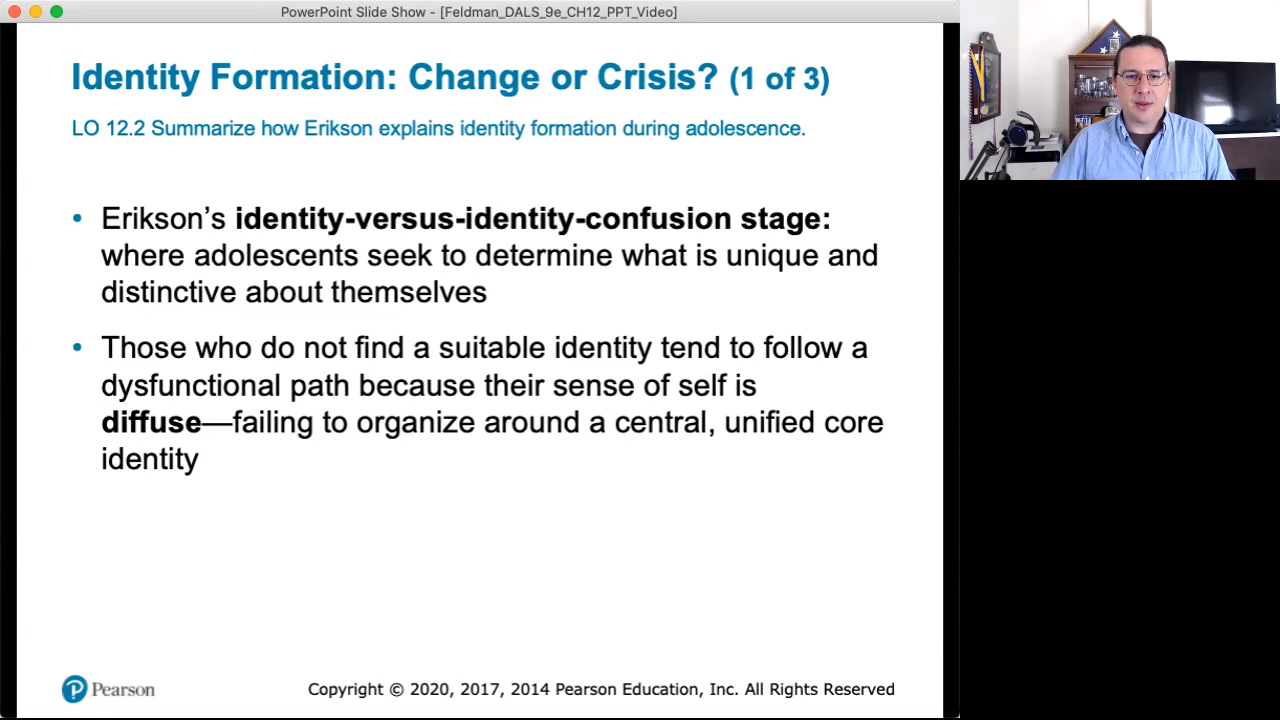 PowerPoint Slide Show - [Feldman_DALS_9e_CH12_PPT_Video]
Identity Formation: Change or Crisis? (1 of 3)
LO 12.2 Summarize how Erikson explains identity formation during adolescence.
• Erikson’s identity-versus-identity-confusion stage:
where adolescents seek to determine what is unique and
distinctive about themselves
• Those who do not find a suitable identity tend to follow a
dysfunctional path because their sense of self is
diffuse—failing to organize around a central, unified core
identity
P Pearson
Copyright © 2020, 2017, 2014 Pearson Education, Inc. All Rights Reserved